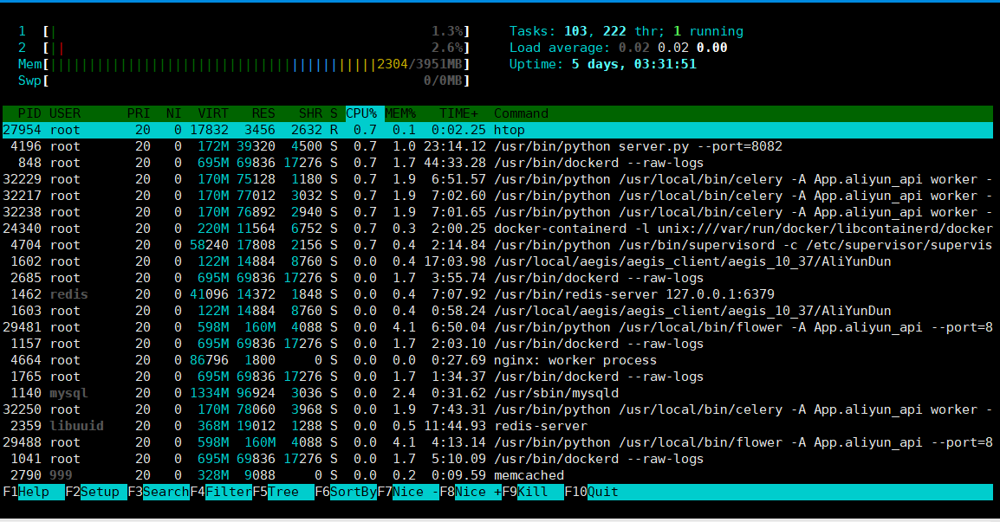 1 [| 1.3%] Tasks: 103, 222 thr; 1 running
2 [|| 2.6%] Load average: 0.02 0.02 0.00
Mem[||||||||||||||||||||||||||||||||||||||||||2304/3951MB] Uptime: 5 days, 03:31:51
Swp[ 0/0MB]
PID USER PRI NI VIRT RES SHR S CPU% MEM% TIME+ Command
27954 root 20 0 17832 3456 2632 R 0.7 0.1 0:02.25 htop
4196 root 20 0 172M 39320 4500 S 0.7 1.0 23:14.12 /usr/bin/python server.py --port=8082
848 root 20 0 695M 69836 17276 S 0.7 1.7 44:33.28 /usr/bin/dockerd --raw-logs
32229 root 20 0 170M 75128 1180 S 0.7 1.9 6:51.57 /usr/bin/python /usr/local/bin/celery -A App.aliyun_api worker -
32217 root 20 0 170M 77012 3032 S 0.7 1.9 7:02.60 /usr/bin/python /usr/local/bin/celery -A App.aliyun_api worker -
32238 root 20 0 170M 76892 2940 S 0.7 1.9 7:01.65 /usr/bin/python /usr/local/bin/celery -A App.aliyun_api worker -
24340 root 20 0 220M 11564 6752 S 0.7 0.3 2:00.25 docker-containerd -l unix:///var/run/docker/libcontainerd/docker
4704 root 20 0 58240 17808 2156 S 0.7 0.4 2:14.84 /usr/bin/python /usr/bin/supervisord -c /etc/supervisor/supervis
1602 root 20 0 122M 14884 8760 S 0.0 0.4 17:03.98 /usr/local/aegis/aegis_client/aegis_10_37/AliYunDun
2685 root 20 0 695M 69836 17276 S 0.0 1.7 3:55.74 /usr/bin/dockerd --raw-logs
1462 redis 20 0 41096 14372 1848 S 0.0 0.4 7:07.92 /usr/bin/redis-server 127.0.0.1:6379
1603 root 20 0 122M 14884 8760 S 0.0 0.4 0:58.24 /usr/local/aegis/aegis_client/aegis_10_37/AliYunDun
29481 root 20 0 598M 160M 4088 S 0.0 4.1 6:50.04 /usr/bin/python /usr/local/bin/flower -A App.aliyun_api --port=8
1157 root 20 0 695M 69836 17276 S 0.0 1.7 2:03.10 /usr/bin/dockerd --raw-logs
4664 root 20 0 86796 1800 0 S 0.0 0.0 0:27.69 nginx: worker process
1765 root 20 0 695M 69836 17276 S 0.0 1.7 1:34.37 /usr/bin/dockerd --raw-logs
1140 mysql 20 0 1334M 96924 3036 S 0.0 2.4 0:31.62 /usr/sbin/mysqld
32250 root 20 0 170M 78060 3968 S 0.0 1.9 7:43.31 /usr/bin/python /usr/local/bin/celery -A App.aliyun_api worker -
2359 libuuid 20 0 368M 19012 1288 S 0.0 0.5 11:44.93 redis-server
29488 root 20 0 598M 160M 4088 S 0.0 4.1 4:13.14 /usr/bin/python /usr/local/bin/flower -A App.aliyun_api --port=8
1041 root 20 0 695M 69836 17276 S 0.0 1.7 5:10.09 /usr/bin/dockerd --raw-logs
2790 999 20 0 328M 9088 0 S 0.0 0.2 0:09.59 memcached
F1Help F2Setup F3SearchF4FilterF5Tree F6SortByF7Nice -F8Nice +F9Kill F10Quit